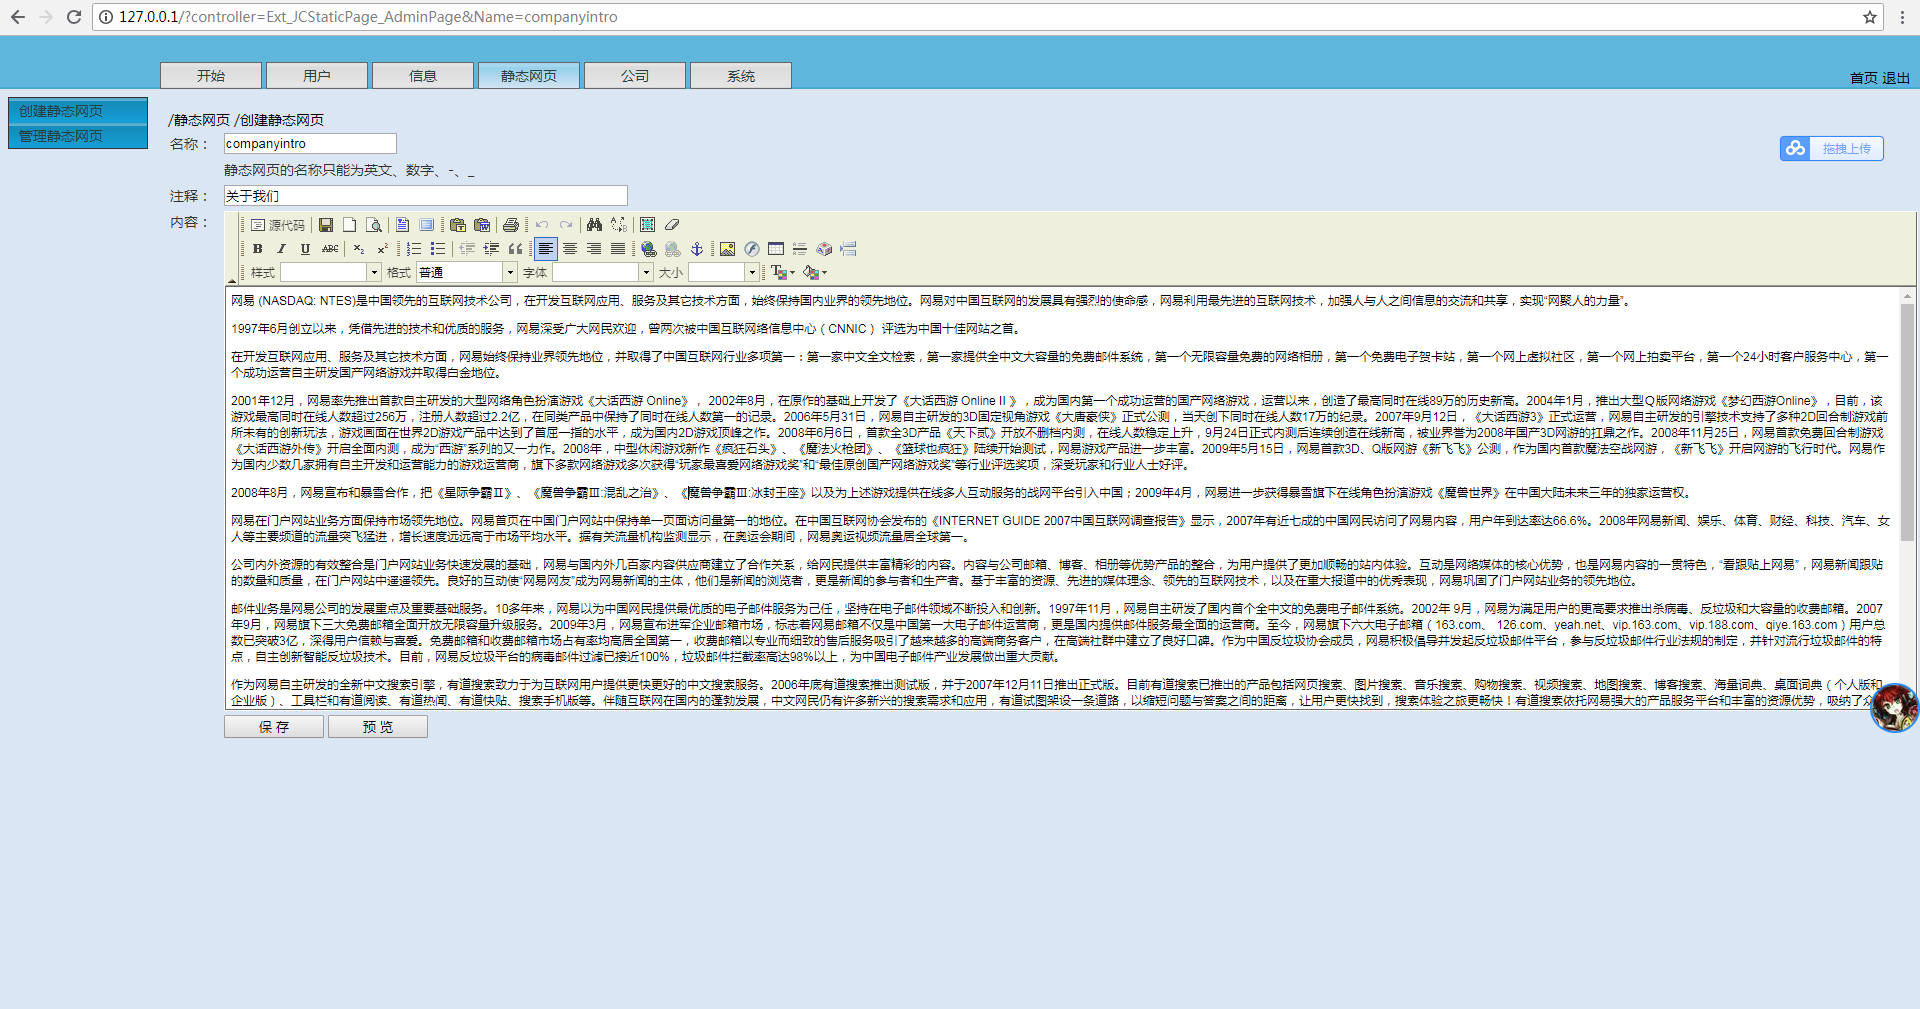 127.0.0.1/?controller=Ext_JCStaticPage_AdminPage&Name=companyintro
开始 用户 信息 静态网页 公司 系统
首页 退出
创建静态网页
管理静态网页
/静态网页 /创建静态网页
名称： companyintro
拖拽上传
静态网页的名称只能为英文、数字、-、_
注释： 关于我们
内容：
源代码
B I U ABC
样式 格式 普通 字体 大小
网易 (NASDAQ: NTES)是中国领先的互联网技术公司，在开发互联网应用、服务及其它技术方面，始终保持国内业界的领先地位。网易对中国互联网的发展具有强烈的使命感，网易利用最先进的互联网技术，加强人与人之间信息的交流和共享，实现“网聚人的力量”。
1997年6月创立以来，凭借先进的技术和优质的服务，网易深受广大网民欢迎，曾两次被中国互联网络信息中心（CNNIC） 评选为中国十佳网站之首。
在开发互联网应用、服务及其它技术方面，网易始终保持业界领先地位，并取得了中国互联网行业多项第一：第一家中文全文检索，第一家提供全中文大容量的免费邮件系统，第一个无限容量免费的网络相册，第一个免费电子贺卡站，第一个网上虚拟社区，第一个网上拍卖平台，第一个24小时客户服务中心，第一
个成功运营自主研发国产网络游戏并取得白金地位。
2001年12月，网易率先推出首款自主研发的大型网络角色扮演游戏《大话西游 Online》， 2002年8月，在原作的基础上开发了《大话西游 Online II 》，成为国内第一个成功运营的国产网络游戏，运营以来，创造了最高同时在线89万的历史新高。2004年1月，推出大型Q版网络游戏《梦幻西游Online》，目前，该
游戏最高同时在线人数超过256万，注册人数超过2.2亿，在同类产品中保持了同时在线人数第一的记录。2006年5月31日，网易自主研发的3D固定视角游戏《大唐豪侠》正式公测，当天创下同时在线人数17万的纪录。2007年9月12日，《大话西游3》正式运营，网易自主研发的引擎技术支持了多种2D回合制游戏前
所未有的创新玩法，游戏画面在世界2D游戏产品中达到了首屈一指的水平，成为国内2D游戏顶峰之作。2008年6月6日，首款全3D产品《天下贰》开放不删档内测，在线人数稳定上升，9月24日正式内测后连续创造在线新高，被业界誉为2008年国产3D网游的扛鼎之作。2008年11月25日，网易首款免费回合制游戏
《大话西游外传》开启全面内测，成为“西游”系列的又一力作。2008年，中型休闲游戏新作《疯狂石头》、《魔法火枪团》、《篮球也疯狂》陆续开始测试，网易游戏产品进一步丰富。2009年5月15日，网易首款3D、Q版网游《新飞飞》公测，作为国内首款魔法空战网游，《新飞飞》开启网游的飞行时代。网易作
为国内少数几家拥有自主开发和运营能力的游戏运营商，旗下多款网络游戏多次获得“玩家最喜爱网络游戏奖”和“最佳原创国产网络游戏奖”等行业评选奖项，深受玩家和行业人士好评。
2008年8月，网易宣布和暴雪合作，把《星际争霸Ⅱ》、《魔兽争霸Ⅲ:混乱之治》、《魔兽争霸Ⅲ:冰封王座》以及为上述游戏提供在线多人互动服务的战网平台引入中国；2009年4月，网易进一步获得暴雪旗下在线角色扮演游戏《魔兽世界》在中国大陆未来三年的独家运营权。
网易在门户网站业务方面保持市场领先地位。网易首页在中国门户网站中保持单一页面访问量第一的地位。在中国互联网协会发布的《INTERNET GUIDE 2007中国互联网调查报告》显示，2007年有近七成的中国网民访问了网易内容，用户年到达率达66.6%。2008年网易新闻、娱乐、体育、财经、科技、汽车、女
人等主要频道的流量突飞猛进，增长速度远远高于市场平均水平。据有关流量机构监测显示，在奥运会期间，网易奥运视频流量居全球第一。
公司内外资源的有效整合是门户网站业务快速发展的基础，网易与国内外几百家内容供应商建立了合作关系，给网民提供丰富精彩的内容。内容与公司邮箱、博客、相册等优势产品的整合，为用户提供了更加顺畅的站内体验。互动是网络媒体的核心优势，也是网易内容的一贯特色，“看跟贴上网易”，网易新闻跟贴
的数量和质量，在门户网站中遥遥领先。良好的互动使“网易网友”成为网易新闻的主体，他们是新闻的浏览者，更是新闻的参与者和生产者。基于丰富的资源、先进的媒体理念、领先的互联网技术，以及在重大报道中的优秀表现，网易巩固了门户网站业务的领先地位。
邮件业务是网易公司的发展重点及重要基础服务。10多年来，网易以为中国网民提供最优质的电子邮件服务为己任，坚持在电子邮件领域不断投入和创新。1997年11月，网易自主研发了国内首个全中文的免费电子邮件系统。2002年 9月，网易为满足用户的更高要求推出杀病毒、反垃圾和大容量的收费邮箱。2007
年9月，网易旗下三大免费邮箱全面开放无限容量升级服务。2009年3月，网易宣布进军企业邮箱市场，标志着网易邮箱不仅是中国第一大电子邮件运营商，更是国内提供邮件服务最全面的运营商。至今，网易旗下六大电子邮箱（163.com、 126.com、yeah.net、vip.163.com、vip.188.com、qiye.163.com）用户总
数已突破3亿，深得用户信赖与喜爱。免费邮箱和收费邮箱市场占有率均高居全国第一，收费邮箱以专业而细致的售后服务吸引了越来越多的高端商务客户，在高端社群中建立了良好口碑。作为中国反垃圾协会成员，网易积极倡导并发起反垃圾邮件平台，参与反垃圾邮件行业法规的制定，并针对流行垃圾邮件的特
点，自主创新智能反垃圾技术。目前，网易反垃圾平台的病毒邮件过滤已接近100%，垃圾邮件拦截率高达98%以上，为中国电子邮件产业发展做出重大贡献。
作为网易自主研发的全新中文搜索引擎，有道搜索致力于为互联网用户提供更快更好的中文搜索服务。2006年底有道搜索推出测试版，并于2007年12月11日推出正式版。目前有道搜索已推出的产品包括网页搜索、图片搜索、音乐搜索、购物搜索、视频搜索、地图搜索、博客搜索、海量词典、桌面词典（个人版和
企业版）、工具栏和有道阅读、有道热闻、有道快贴、搜索手机版等。伴随互联网在国内的蓬勃发展，中文网民仍有许多新兴的搜索需求和应用，有道试图架设一条道路，以缩短问题与答案之间的距离，让用户更快找到，搜索体验之旅更畅快！有道搜索依托网易强大的产品服务平台和丰富的资源优势，吸纳了众
保 存 预 览